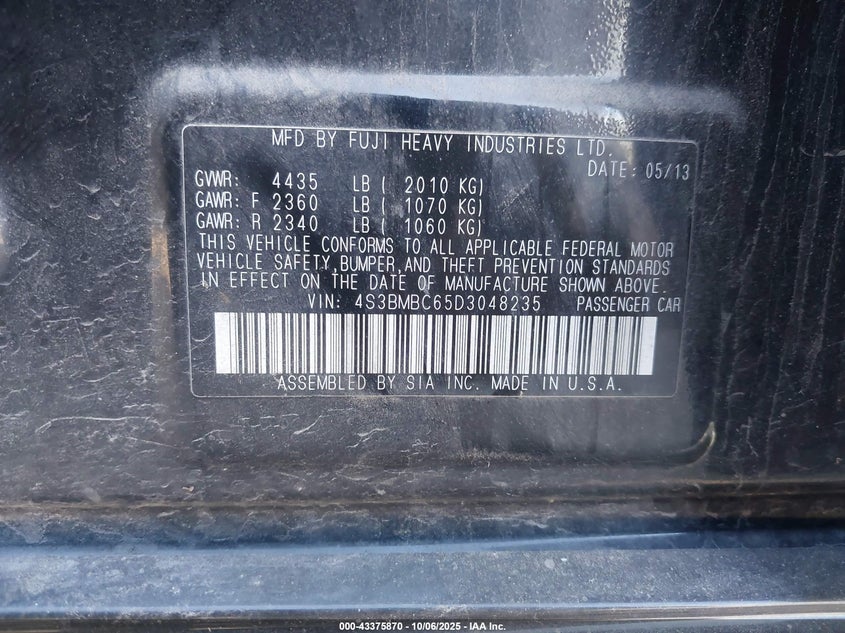 MFD BY FUJI HEAVY INDUSTRIES LTD.
DATE: 05/13
GVWR: 4435 LB ( 2010 KG)
GAWR: F 2360 LB ( 1070 KG)
GAWR: R 2340 LB ( 1060 KG)
THIS VEHICLE CONFORMS TO ALL APPLICABLE FEDERAL MOTOR
VEHICLE SAFETY,BUMPER,AND THEFT PREVENTION STANDARDS
IN EFFECT ON THE DATE OF MANUFACTURE SHOWN ABOVE.
VIN: 4S3BMBC65D3048235 PASSENGER CAR
ASSEMBLED BY SIA INC. MADE IN U.S.A.
000-43375870 - 10/06/2025 - IAA Inc.